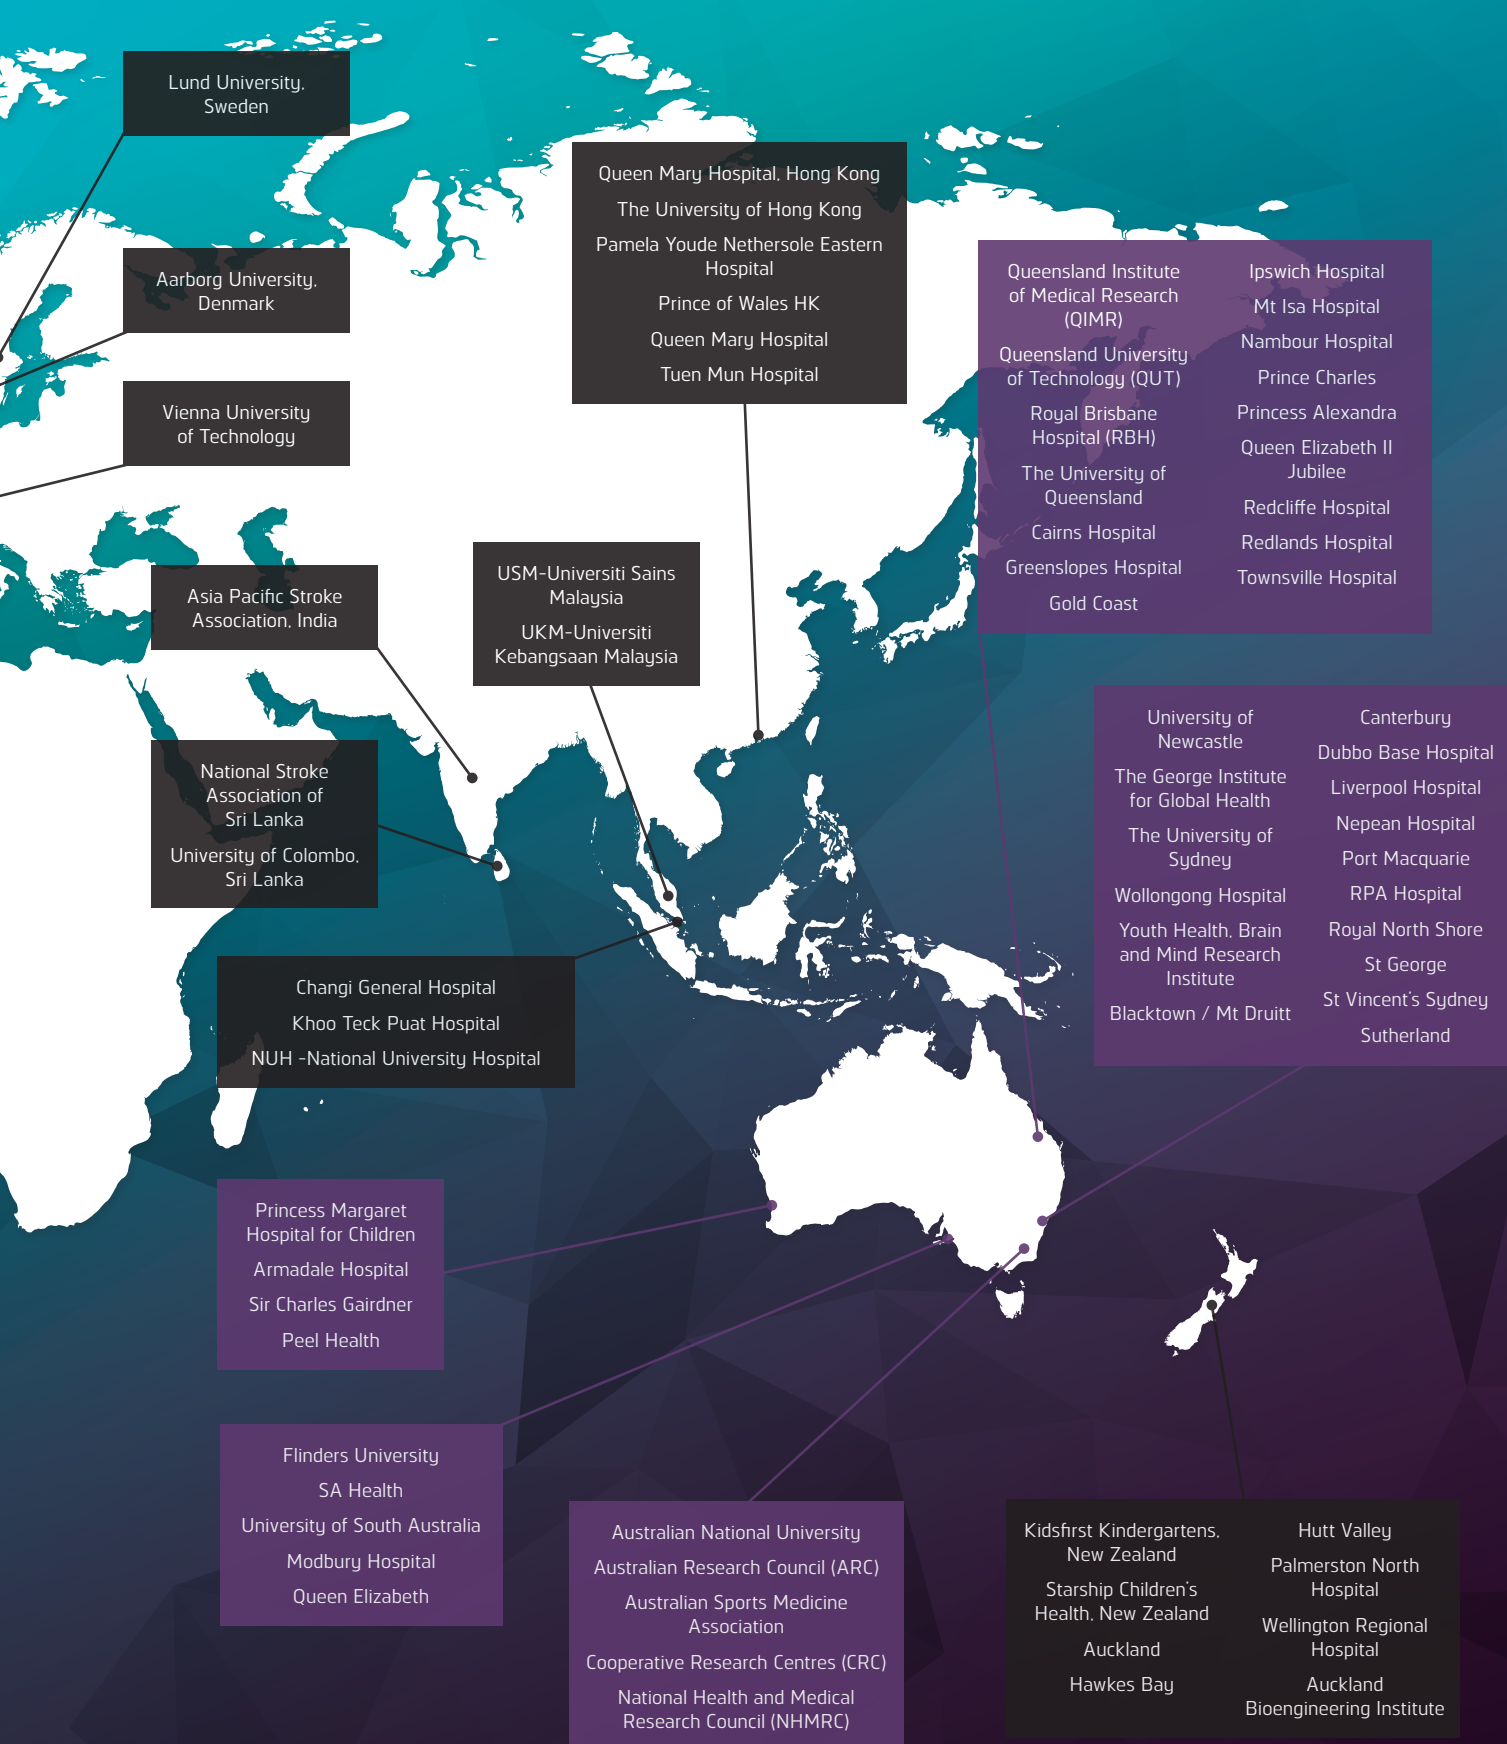 Lund University,
Sweden
Aarborg University,
Denmark
Vienna University
of Technology
Queen Mary Hospital, Hong Kong
The University of Hong Kong
Pamela Youde Nethersole Eastern
Hospital
Prince of Wales HK
Queen Mary Hospital
Tuen Mun Hospital
Queensland Institute
of Medical Research
(QIMR)
Queensland University
of Technology (QUT)
Royal Brisbane
Hospital (RBH)
The University of
Queensland
Cairns Hospital
Greenslopes Hospital
Gold Coast
Ipswich Hospital
Mt Isa Hospital
Nambour Hospital
Prince Charles
Princess Alexandra
Queen Elizabeth II
Jubilee
Redcliffe Hospital
Redlands Hospital
Townsville Hospital
Asia Pacific Stroke
Association, India
USM-Universiti Sains
Malaysia
UKM-Universiti
Kebangsaan Malaysia
National Stroke
Association of
Sri Lanka
University of Colombo,
Sri Lanka
University of
Newcastle
The George Institute
for Global Health
The University of
Sydney
Wollongong Hospital
Youth Health, Brain
and Mind Research
Institute
Blacktown / Mt Druitt
Canterbury
Dubbo Base Hospital
Liverpool Hospital
Nepean Hospital
Port Macquarie
RPA Hospital
Royal North Shore
St George
St Vincent's Sydney
Sutherland
Changi General Hospital
Khoo Teck Puat Hospital
NUH -National University Hospital
Princess Margaret
Hospital for Children
Armadale Hospital
Sir Charles Gairdner
Peel Health
Flinders University
SA Health
University of South Australia
Modbury Hospital
Queen Elizabeth
Australian National University
Australian Research Council (ARC)
Australian Sports Medicine
Association
Cooperative Research Centres (CRC)
National Health and Medical
Research Council (NHMRC)
Kidsfirst Kindergartens,
New Zealand
Starship Children's
Health, New Zealand
Auckland
Hawkes Bay
Hutt Valley
Palmerston North
Hospital
Wellington Regional
Hospital
Auckland
Bioengineering Institute